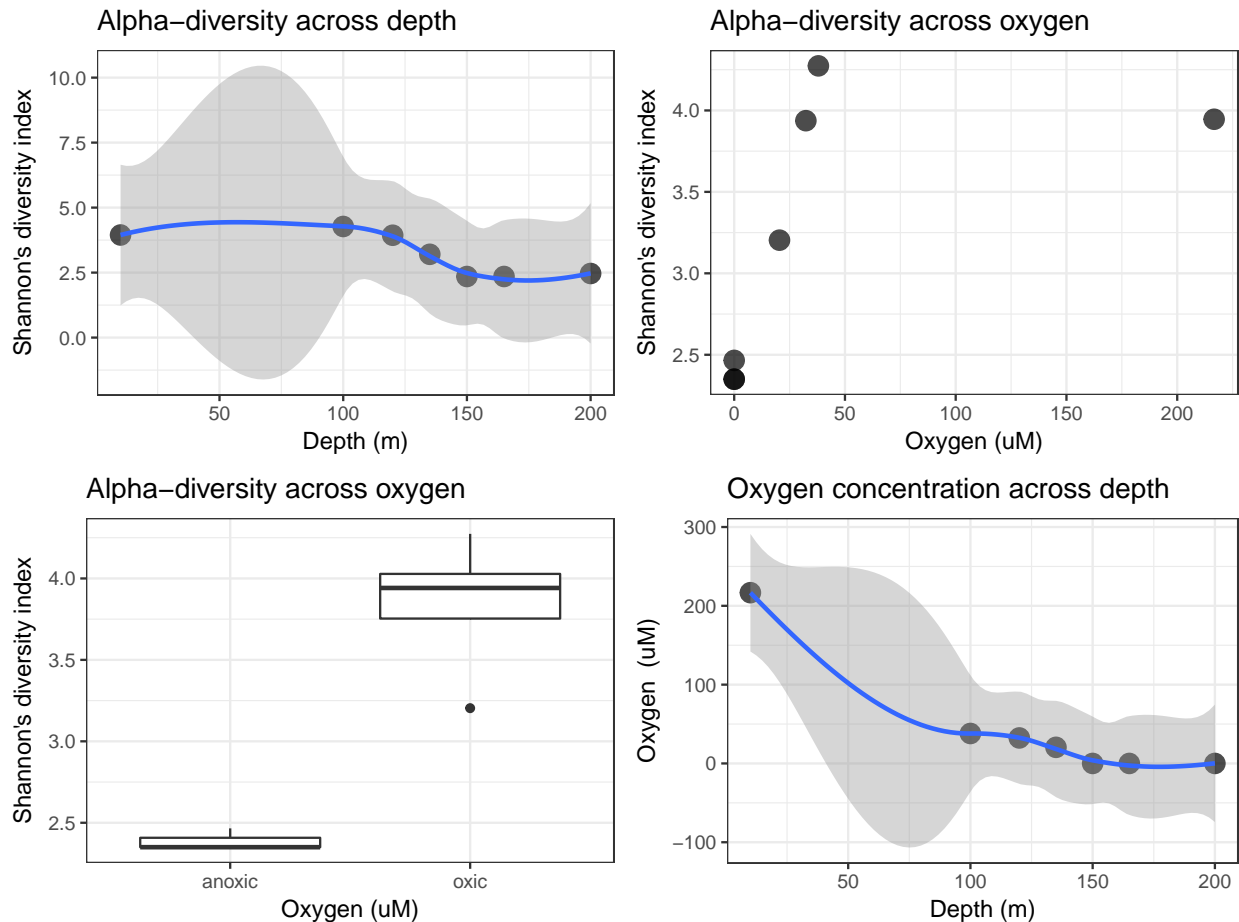 Alpha−diversity across depth
Shannon's diversity index
10.0
7.5
5.0
2.5
0.0
50 100 150 200
Depth (m)
Alpha−diversity across oxygen
Shannon's diversity index
4.0
3.5
3.0
2.5
0 50 100 150 200
Oxygen (uM)
Alpha−diversity across oxygen
Shannon's diversity index
4.0
3.5
3.0
2.5
anoxic oxic
Oxygen (uM)
Oxygen concentration across depth
Oxygen (uM)
300
200
100
0
−100
50 100 150 200
Depth (m)